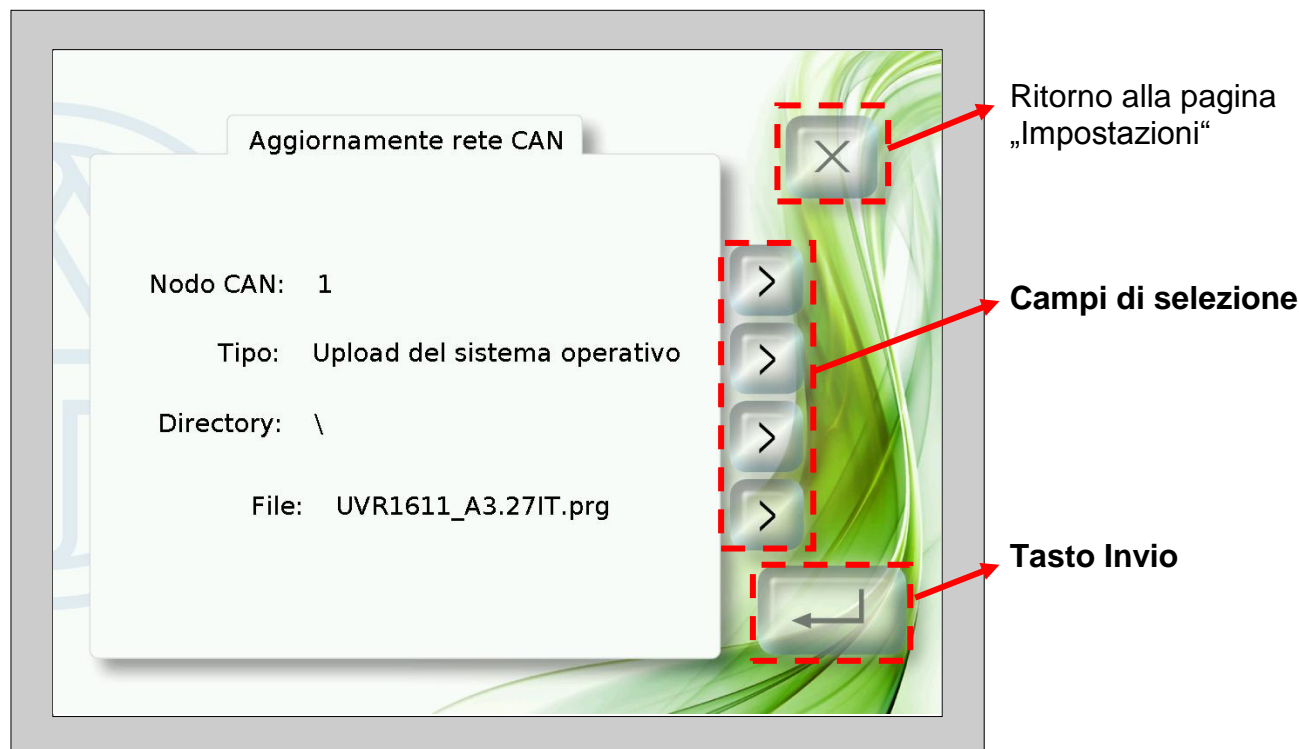 Aggiornamente rete CAN
Nodo CAN: 1
Tipo: Upload del sistema operativo
Directory: \
File: UVR1611_A3.27IT.prg
Ritorno alla pagina
„Impostazioni“
Campi di selezione
Tasto Invio